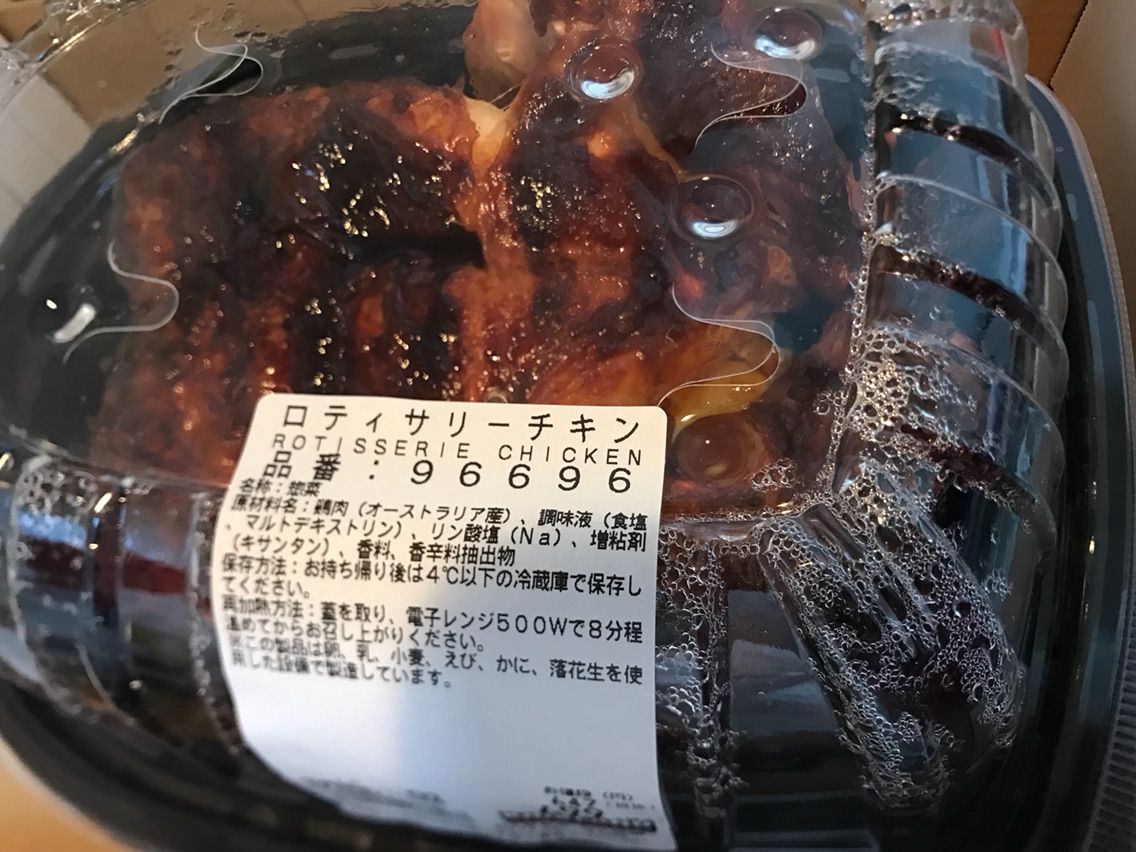 ロティサリーチキン
ROTISSERIE CHICKEN
品番:96696
名称:惣菜
原材料名:鶏肉(オーストラリア産)、調味液(食塩
、マルトデキストリン)、リン酸塩(Na)、増粘剤
(キサンタン)、香料、香辛料抽出物
保存方法:お持ち帰り後は4℃以下の冷蔵庫で保存し
てください。
再加熱方法:蓋を取り、電子レンジ500Wで8分程
温めてからお召し上がりください。
※この製品は卵、乳、小麦、えび、かに、落花生を使
用した設備で製造しています。